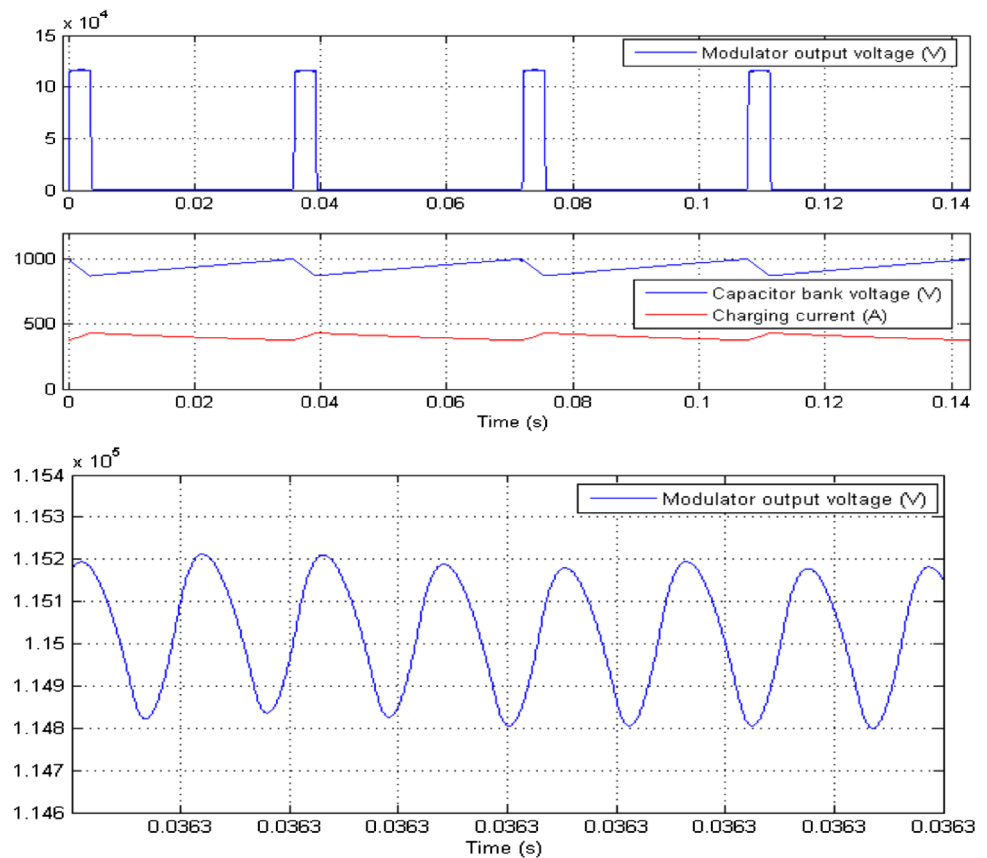 x 10^4
15
Modulator output voltage (V)
10
5
0
0 0.02 0.04 0.06 0.08 0.1 0.12 0.14
1000
Capacitor bank voltage (V)
500
Charging current (A)
0
0 0.02 0.04 0.06 0.08 0.1 0.12 0.14
Time (s)
x 10^5
1.154
Modulator output voltage (V)
1.153
1.152
1.151
1.15
1.149
1.148
1.147
1.146
0.0363 0.0363 0.0363 0.0363 0.0363 0.0363 0.0363 0.0363
Time (s)